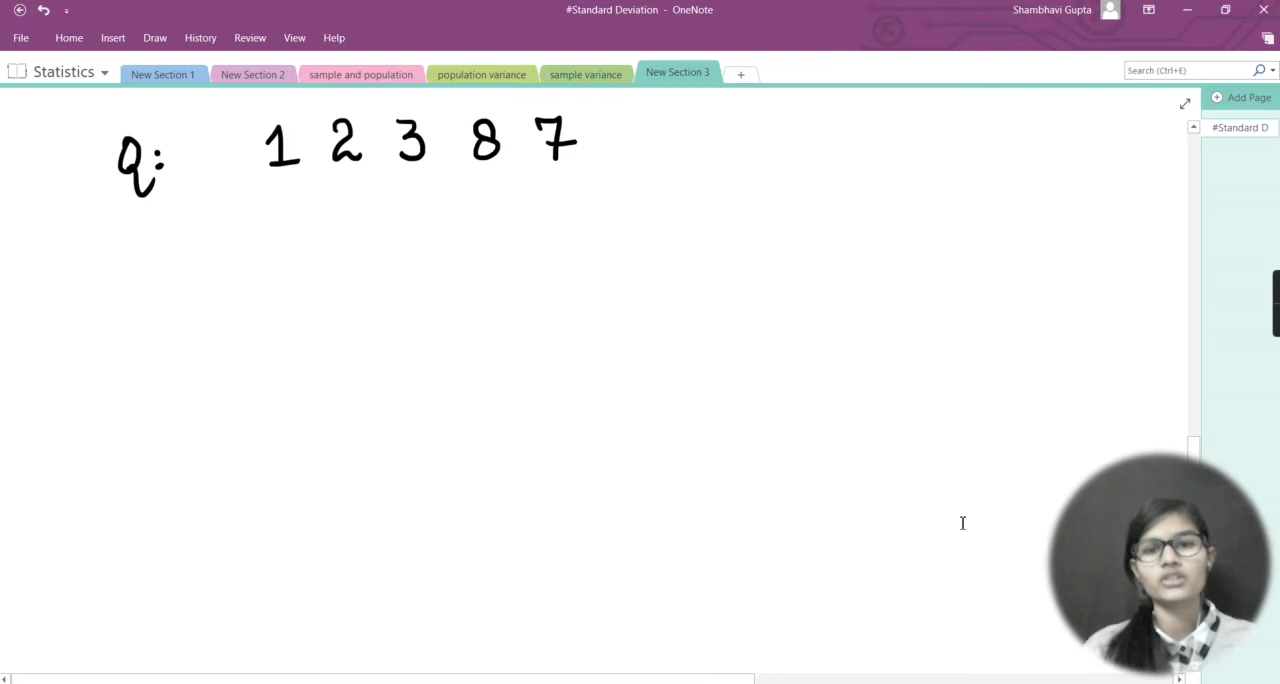 #Standard Deviation - OneNote
Shambhavi Gupta
File Home Insert Draw History Review View Help
Statistics
New Section 1
New Section 2
sample and population
population variance
sample variance
New Section 3
+
Search (Ctrl+E)
Add Page
#Standard D
Q: 1 2 3 8 7